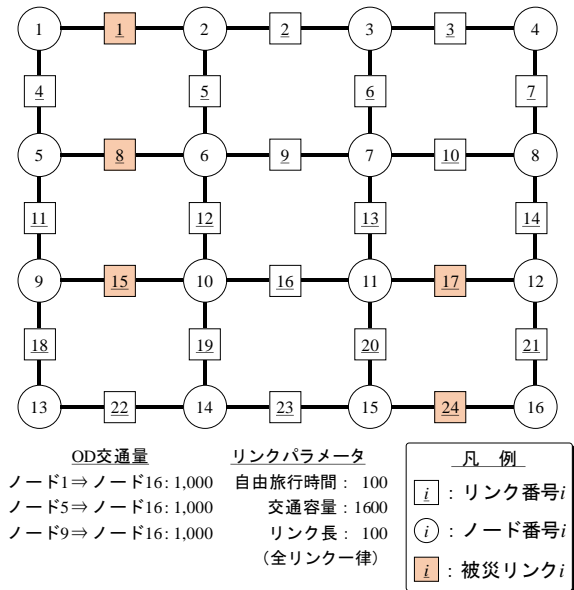 1 1 2 2 3 3 4
4 5 6 7
5 8 6 9 7 10 8
11 12 13 14
9 15 10 16 11 17 12
18 19 20 21
13 22 14 23 15 24 16
OD交通量
ノード1⇒ノード16: 1,000
ノード5⇒ノード16: 1,000
ノード9⇒ノード16: 1,000
リンクパラメータ
自由旅行時間： 100
交通容量：1600
リンク長： 100
(全リンク一律)
凡 例
i ：リンク番号i
i ：ノード番号i
i ：被災リンクi